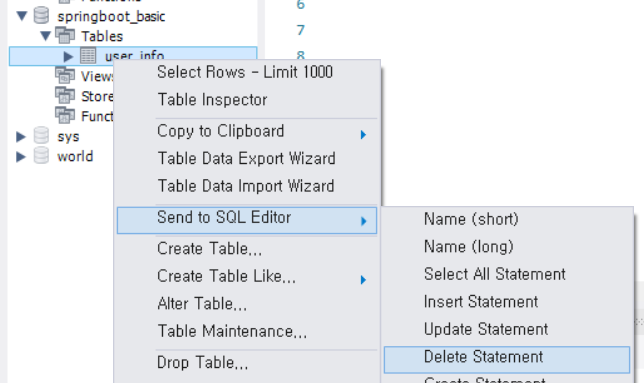 Functions
6
springboot_basic
7
Tables
8
user_info
Select Rows - Limit 1000
View
Table Inspector
Store
Funct
Copy to Clipboard
sys
world
Table Data Export Wizard
Table Data Import Wizard
Send to SQL Editor
Name (short)
Create Table...
Name (long)
Create Table Like...
Select All Statement
Alter Table...
Insert Statement
Table Maintenance...
Update Statement
Drop Table...
Delete Statement
Create Statement